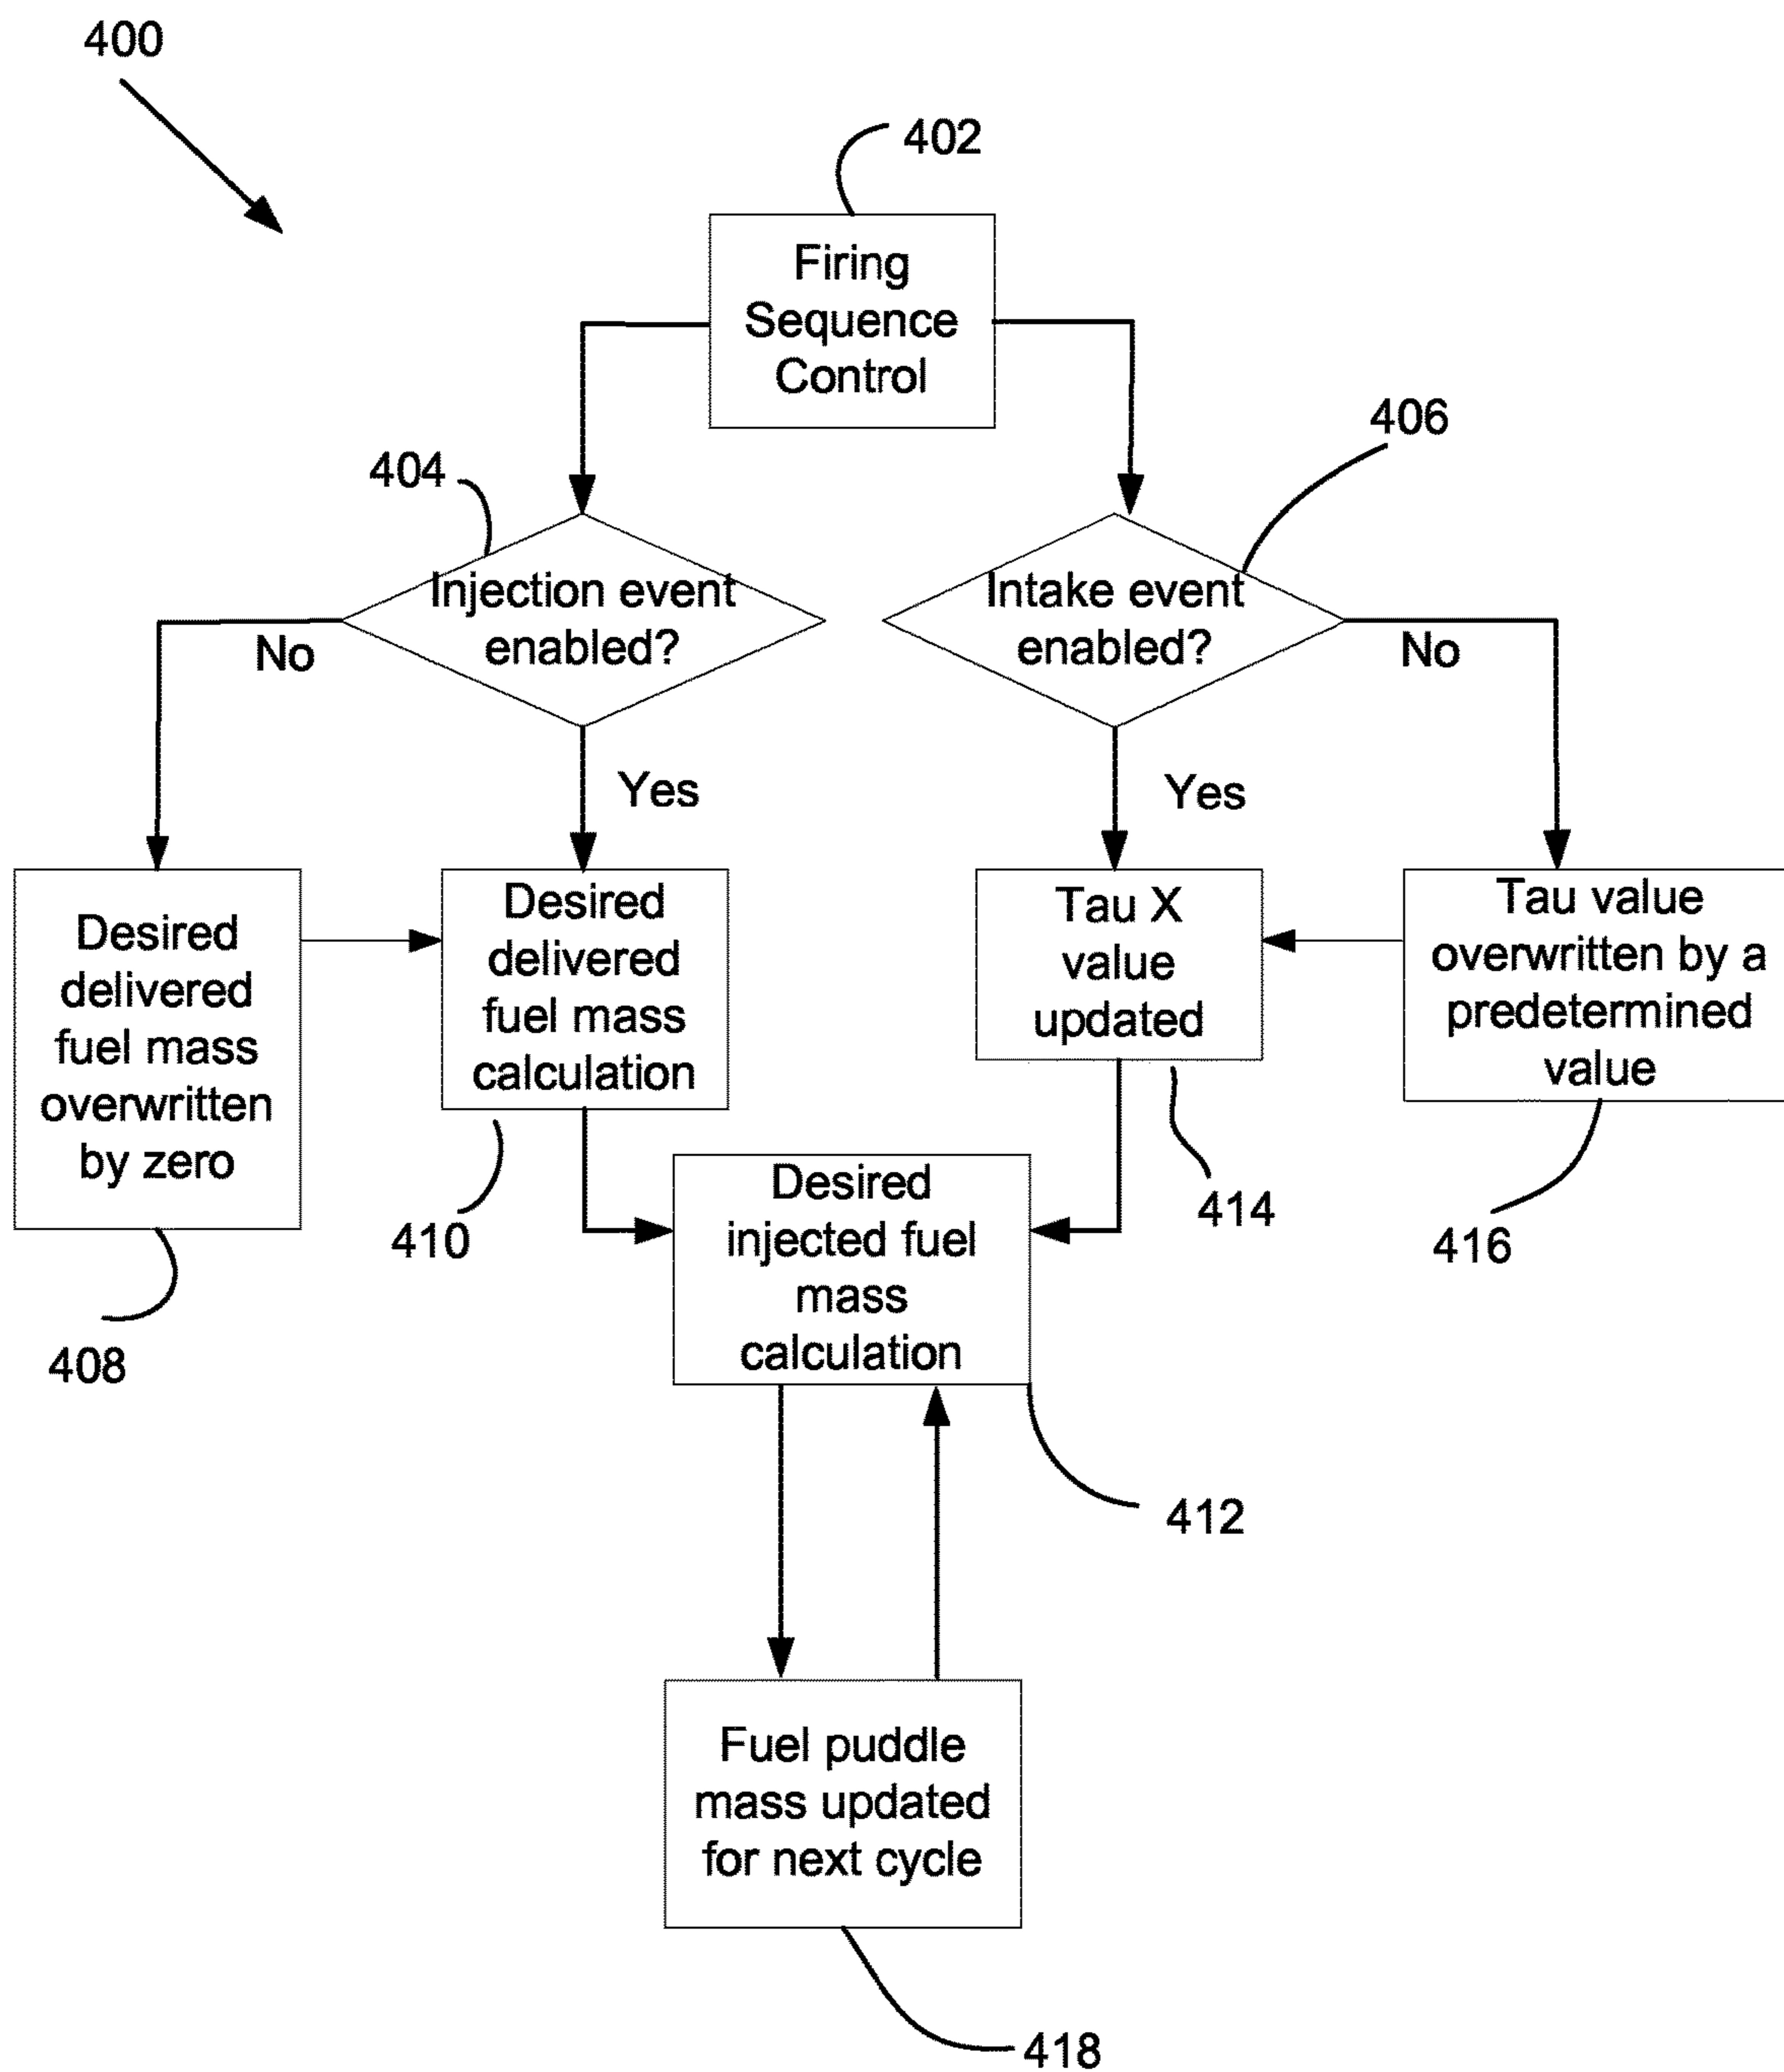 400
402
Firing
Sequence
Control
404
406
Injection event
enabled?
Intake event
enabled?
No
No
Yes
Yes
Desired
delivered
fuel mass
overwritten
by zero
Desired
delivered
fuel mass
calculation
Tau X
value
updated
Tau value
overwritten by a
predetermined
value
408
410
Desired
injected fuel
mass
calculation
414
416
412
Fuel puddle
mass updated
for next cycle
418